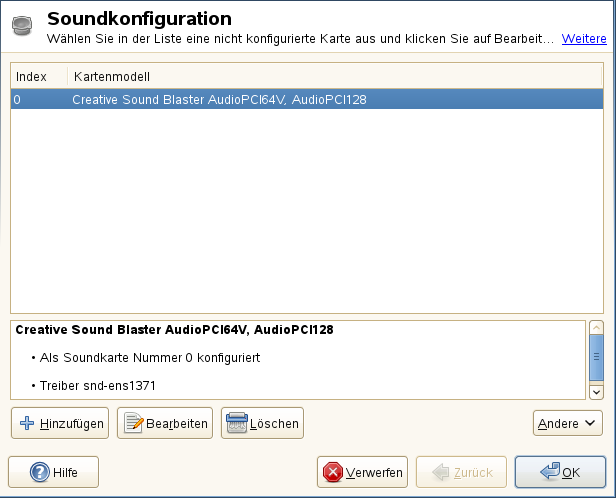 Soundkonfiguration
Wählen Sie in der Liste eine nicht konfigurierte Karte aus und klicken Sie auf Bearbeit... Weitere
Index Kartenmodell
0 Creative Sound Blaster AudioPCI64V, AudioPCI128
Creative Sound Blaster AudioPCI64V, AudioPCI128
• Als Soundkarte Nummer 0 konfiguriert
• Treiber snd-ens1371
Hinzufügen Bearbeiten Löschen Andere
Hilfe Verwerfen Zurück OK